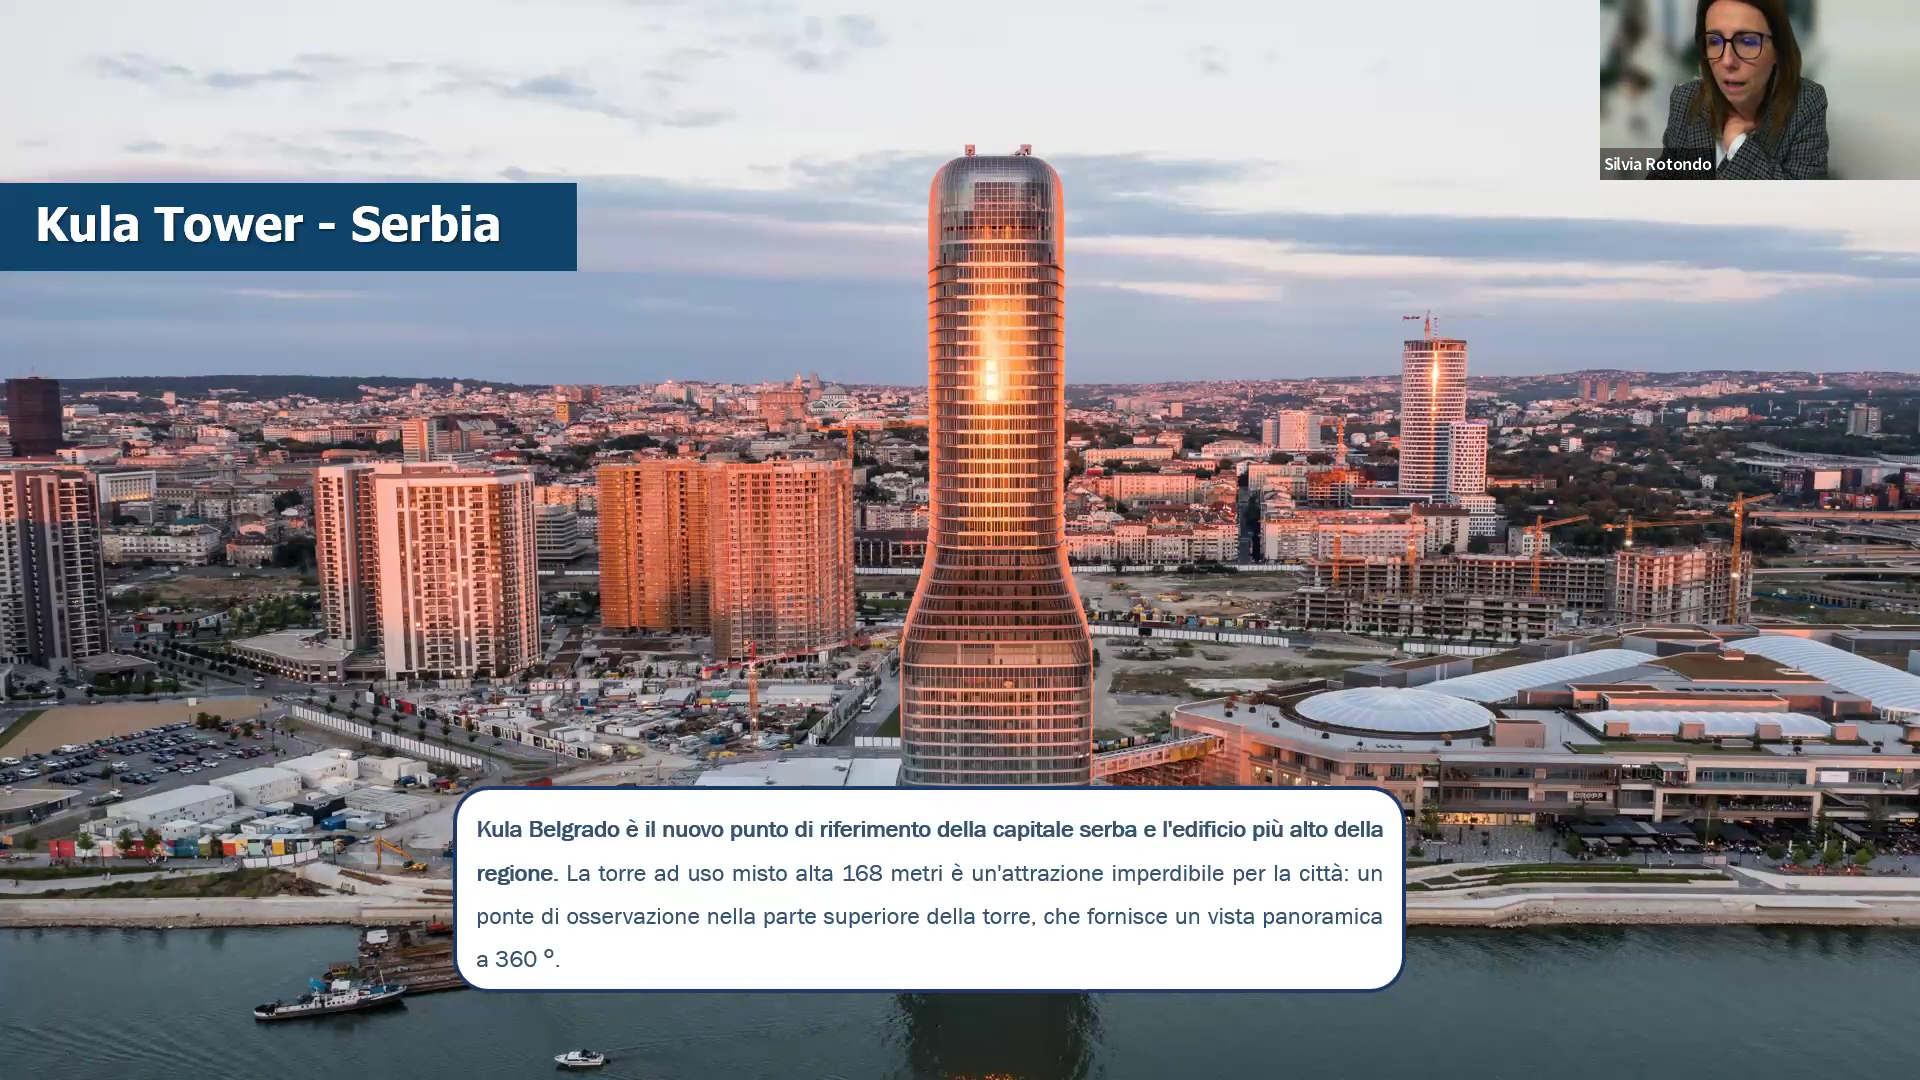 Silvia Rotondo
Kula Tower - Serbia
Kula Belgrado è il nuovo punto di riferimento della capitale serba e l'edificio più alto della
regione. La torre ad uso misto alta 168 metri è un'attrazione imperdibile per la città: un
ponte di osservazione nella parte superiore della torre, che fornisce un vista panoramica
a 360 °.